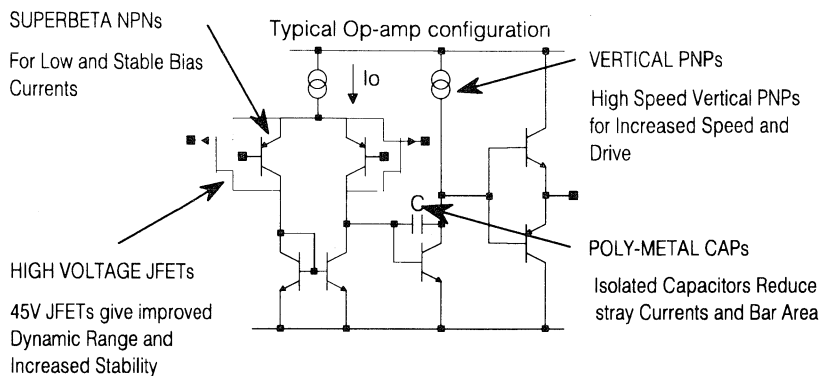 SUPERBETA NPNs
For Low and Stable Bias
Currents
Typical Op-amp configuration
Io
VERTICAL PNPs
High Speed Vertical PNPs
for Increased Speed and
Drive
C
HIGH VOLTAGE JFETs
45V JFETs give improved
Dynamic Range and
Increased Stability
POLY-METAL CAPs
Isolated Capacitors Reduce
stray Currents and Bar Area